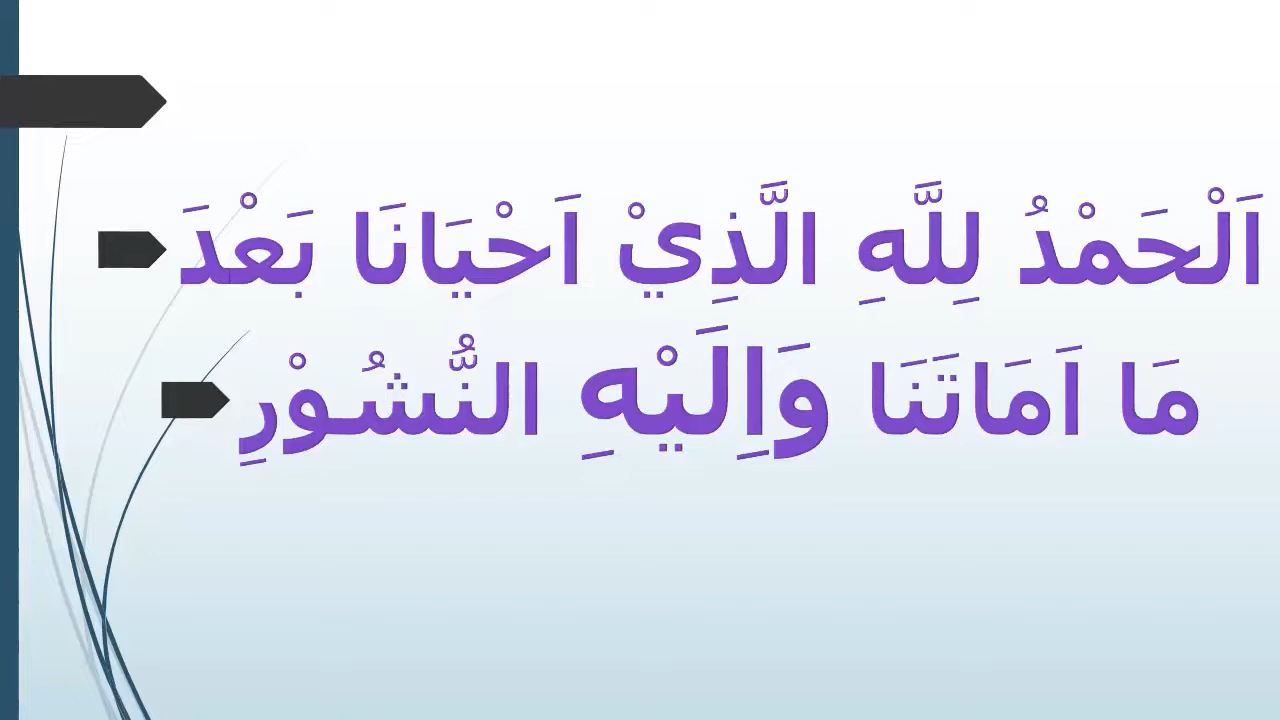 اَلْحَمْدُ لِلَّهِ الَّذِيْ اَحْيَانَا بَعْدَ
مَا اَمَاتَنَا وَاِلَيْهِ النُّشُوْرِ